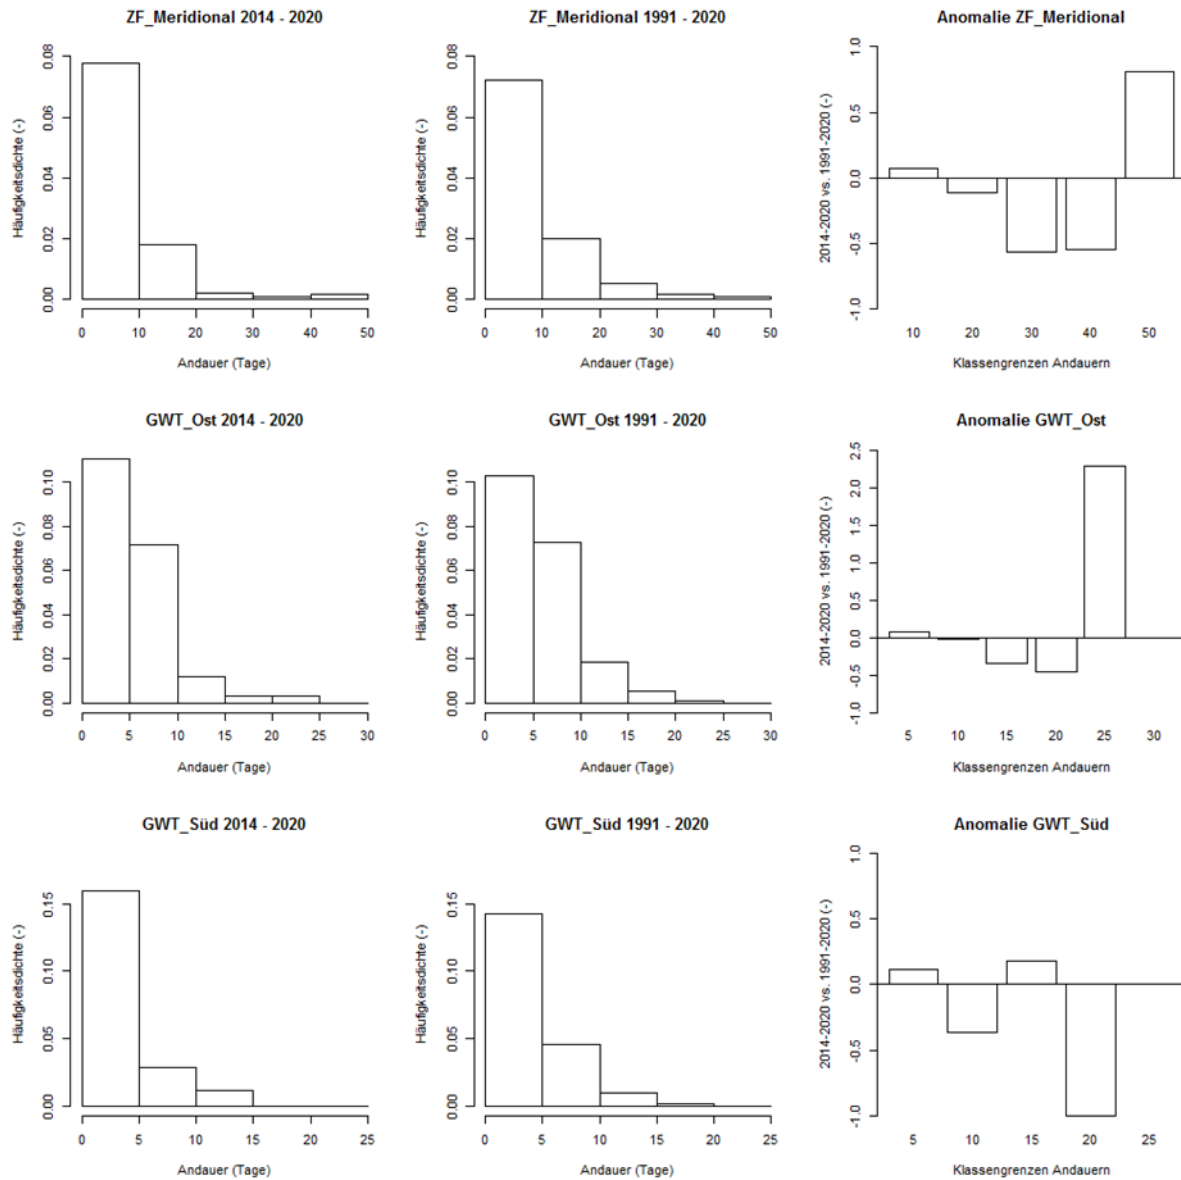 ZF_Meridional 2014 - 2020
Häufigkeitsdichte (-)
0.00 0.02 0.04 0.06 0.08
0 10 20 30 40 50
Andauer (Tage)
ZF_Meridional 1991 - 2020
Häufigkeitsdichte (-)
0.00 0.02 0.04 0.06 0.08
0 10 20 30 40 50
Andauer (Tage)
Anomalie ZF_Meridional
2014-2020 vs. 1991-2020 (-)
-1.0 -0.5 0.0 0.5 1.0
10 20 30 40 50
Klassengrenzen Andauern
GWT_Ost 2014 - 2020
Häufigkeitsdichte (-)
0.00 0.02 0.04 0.06 0.08 0.10
0 5 10 15 20 25 30
Andauer (Tage)
GWT_Ost 1991 - 2020
Häufigkeitsdichte (-)
0.00 0.02 0.04 0.06 0.08 0.10
0 5 10 15 20 25 30
Andauer (Tage)
Anomalie GWT_Ost
2014-2020 vs. 1991-2020 (-)
-1.0 -0.5 0.0 0.5 1.0 1.5 2.0 2.5
5 10 15 20 25 30
Klassengrenzen Andauern
GWT_Süd 2014 - 2020
Häufigkeitsdichte (-)
0.00 0.05 0.10 0.15
0 5 10 15 20 25
Andauer (Tage)
GWT_Süd 1991 - 2020
Häufigkeitsdichte (-)
0.00 0.05 0.10 0.15
0 5 10 15 20 25
Andauer (Tage)
Anomalie GWT_Süd
2014-2020 vs. 1991-2020 (-)
-1.0 -0.5 0.0 0.5 1.0
5 10 15 20 25
Klassengrenzen Andauern